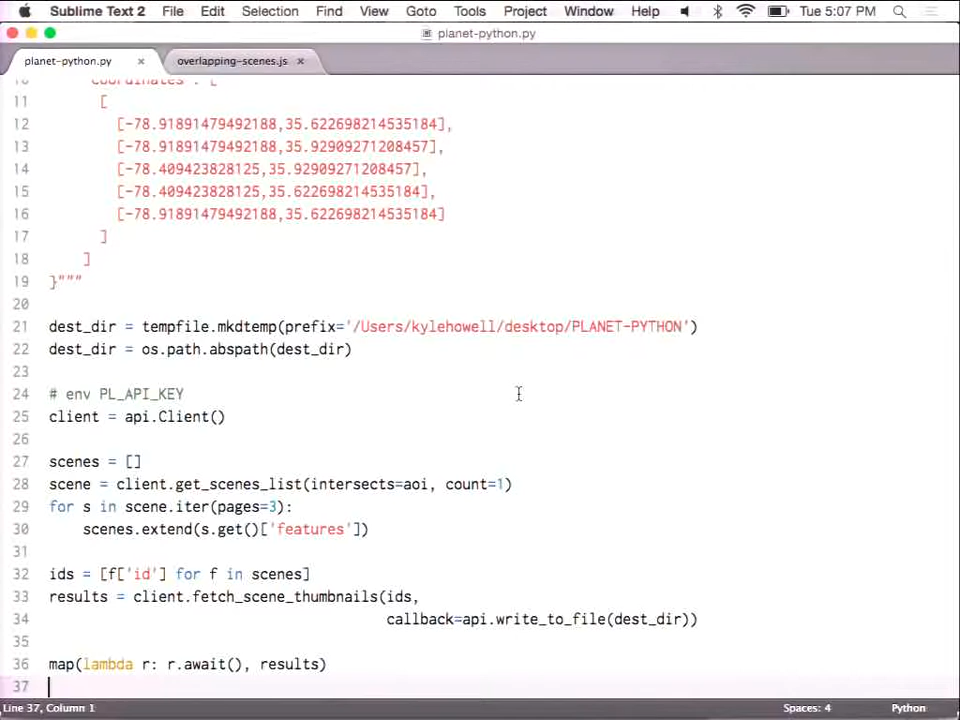 Sublime Text 2 File Edit Selection Find View Goto Tools Project Window Help Tue 5:07 PM
planet-python.py
planet-python.py × overlapping-scenes.js ×
10 "coordinates": [
11 [
12 [-78.91891479492188,35.622698214535184],
13 [-78.91891479492188,35.92909271208457],
14 [-78.409423828125,35.92909271208457],
15 [-78.409423828125,35.622698214535184],
16 [-78.91891479492188,35.622698214535184]
17 ]
18 ]
19 }"""
20
21 dest_dir = tempfile.mkdtemp(prefix='/Users/kylehowell/desktop/PLANET-PYTHON')
22 dest_dir = os.path.abspath(dest_dir)
23
24 # env PL_API_KEY
25 client = api.Client()
26
27 scenes = []
28 scene = client.get_scenes_list(intersects=aoi, count=1)
29 for s in scene.iter(pages=3):
30 scenes.extend(s.get()['features'])
31
32 ids = [f['id'] for f in scenes]
33 results = client.fetch_scene_thumbnails(ids,
34 callback=api.write_to_file(dest_dir))
35
36 map(lambda r: r.await(), results)
37
Line 37, Column 1 Spaces: 4 Python